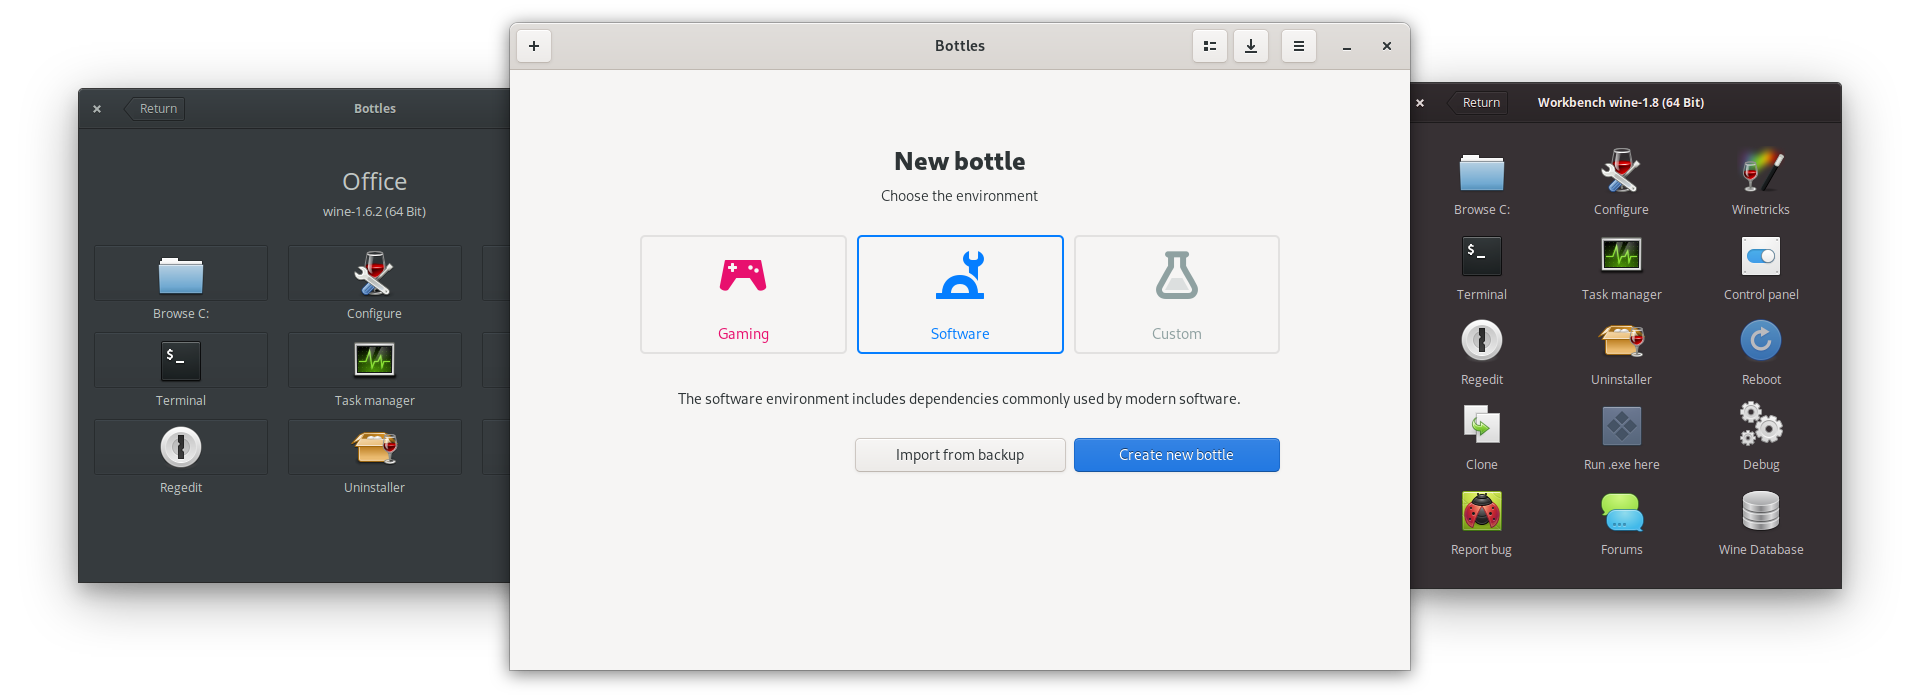 Return
Bottles
Office
wine-1.6.2 (64 Bit)
Browse C:
Configure
$_
Terminal
Task manager
Regedit
Uninstaller
Bottles
New bottle
Choose the environment
Gaming
Software
Custom
The software environment includes dependencies commonly used by modern software.
Import from backup
Create new bottle
Return
Workbench wine-1.8 (64 Bit)
Browse C:
Configure
Winetricks
$_
Terminal
Task manager
Control panel
Regedit
Uninstaller
Reboot
Clone
Run .exe here
Debug
Report bug
Forums
Wine Database